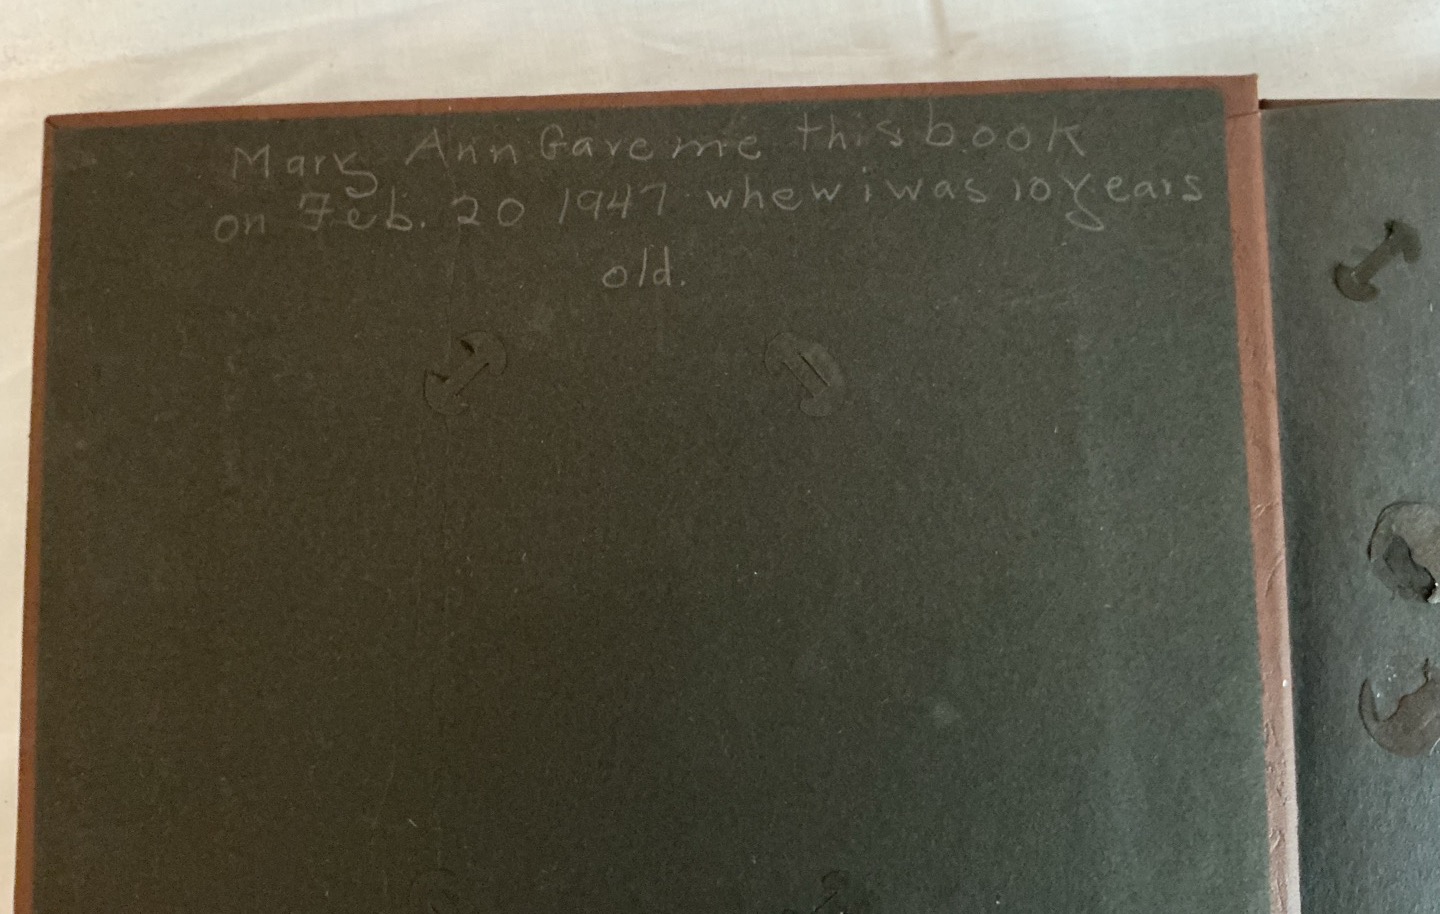 Mary Ann Gave me this book
on Feb. 20 1947 whew i was 10 years
old.